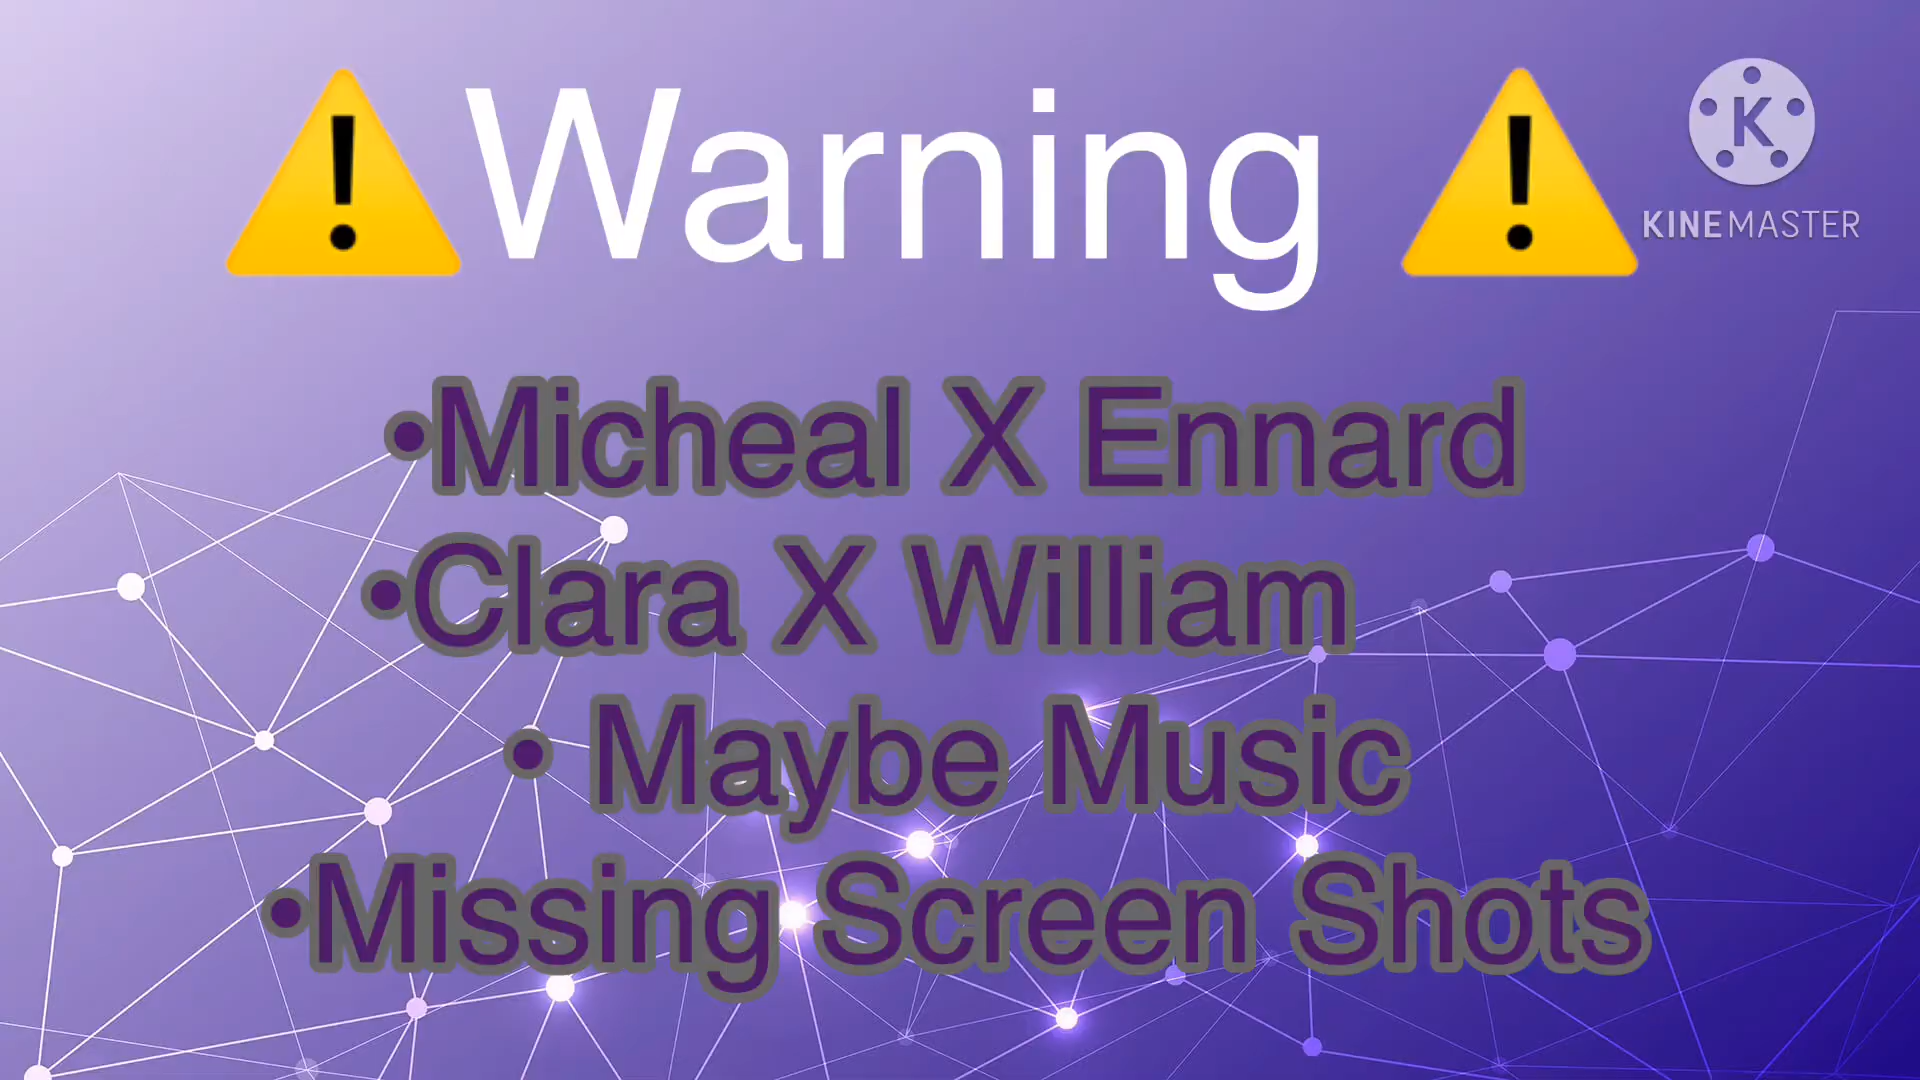 ⚠️Warning ⚠️
K
KINEMASTER
•Micheal X Ennard
•Clara X William
• Maybe Music
•Missing Screen Shots